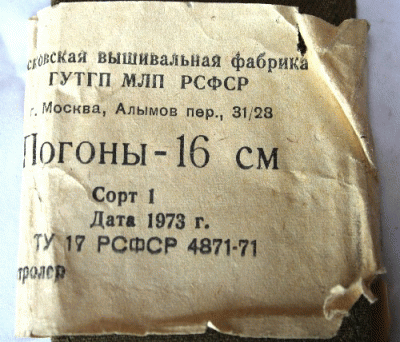 сковская вышивальная фабрика
ГУТГП МЛП РСФСР
г. Москва, Алымов пер., 31/28
Погоны - 16 см
Сорт 1
Дата 1973 г.
ТУ 17 РСФСР 4871-71
тролер